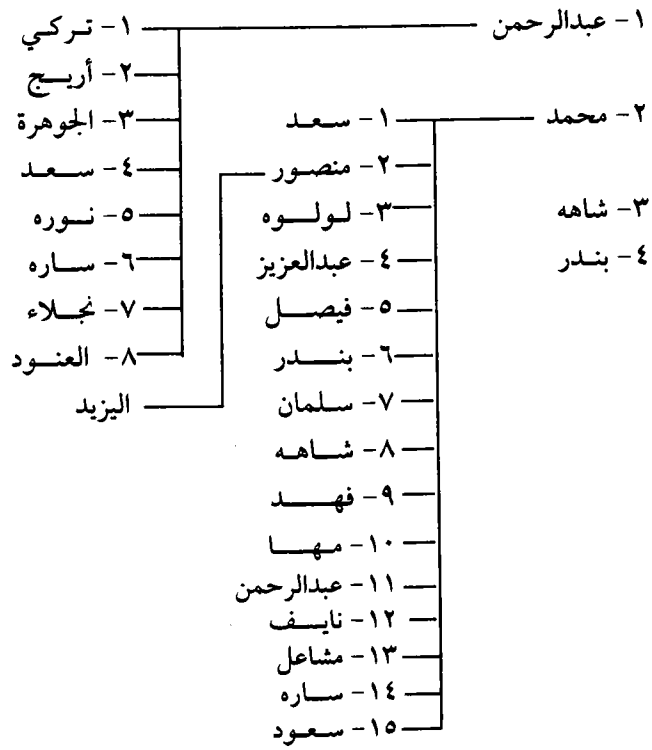 ١- عبدالرحمن
١- تركي
٢- أريج
٣- الجوهرة
٤- سعد
٥- نوره
٦- ساره
٧- نجلاء
٨- العنود
٢- محمد
١- سعد
٢- منصور
اليزيد
٣- لولوه
٤- عبدالعزيز
٥- فيصل
٦- بندر
٧- سلمان
٨- شاهه
٩- فهد
١٠- مها
١١- عبدالرحمن
١٢- نايف
١٣- مشاعل
١٤- ساره
١٥- سعود
٣- شاهه
٤- بندر